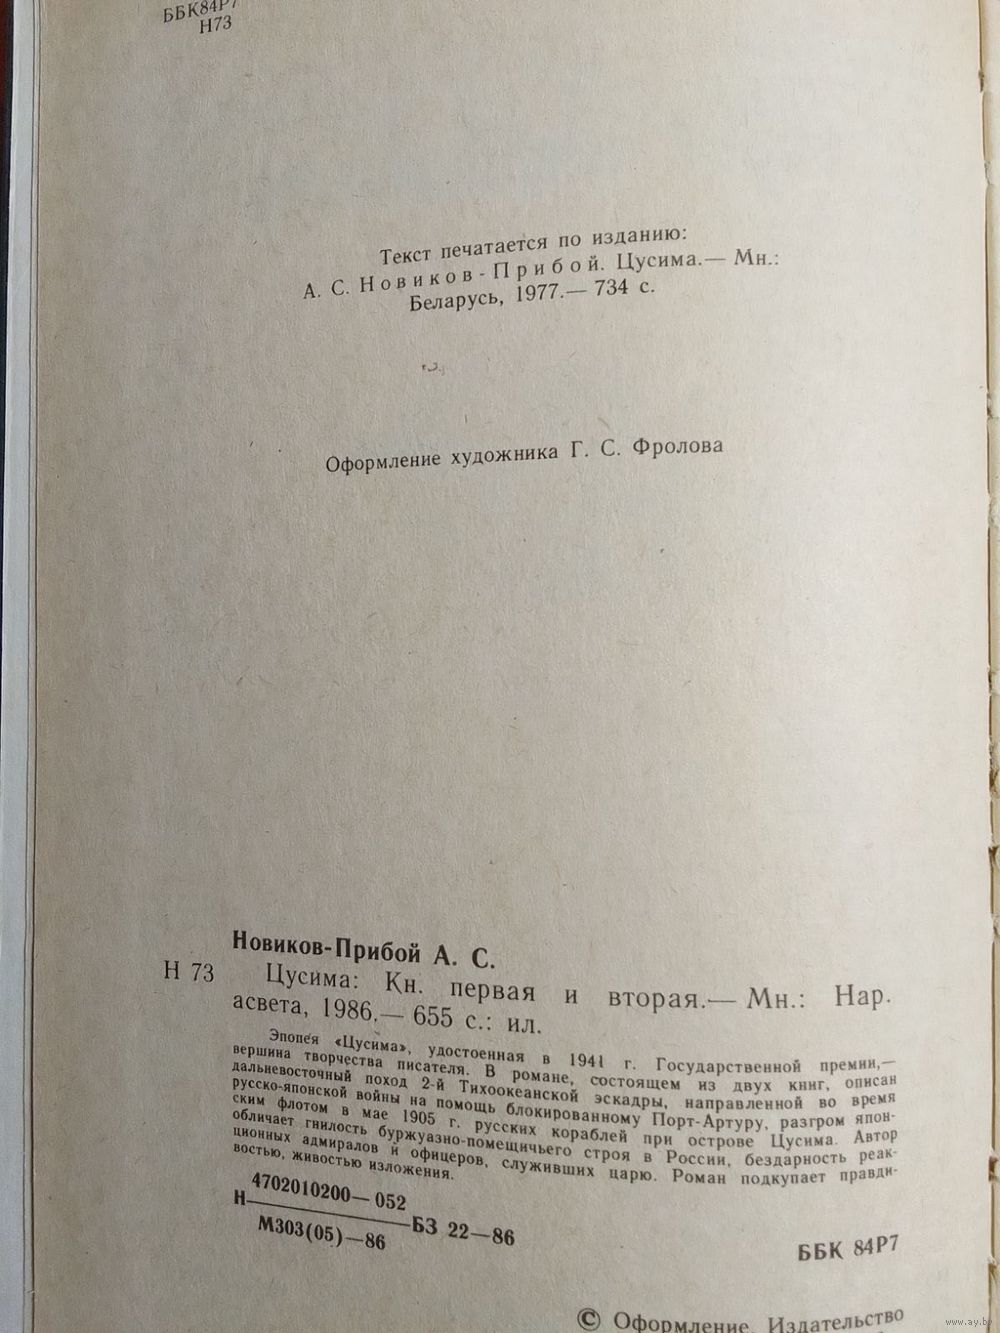 ББК84Р7
Н73
Текст печатается по изданию:
А. С. Новиков-Прибой. Цусима.— Мн.:
Беларусь, 1977.— 734 с.
Оформление художника Г. С. Фролова
Новиков-Прибой А. С.
Н 73 Цусима: Кн. первая и вторая.— Мн.: Нар.
асвета, 1986.— 655 с.: ил.
Эпопея «Цусима», удостоенная в 1941 г. Государственной премии,—
вершина творчества писателя. В романе, состоящем из двух книг, описан
дальневосточный поход 2-й Тихоокеанской эскадры, направленной во время
русско-японской войны на помощь блокированному Порт-Артуру, разгром япон-
ским флотом в мае 1905 г. русских кораблей при острове Цусима. Автор
обличает гнилость буржуазно-помещичьего строя в России, бездарность реак-
ционных адмиралов и офицеров, служивших царю. Роман подкупает правди-
востью, живостью изложения.
4702010200—052
Н———БЗ 22—86
М303(05)—86
ББК 84Р7
© Оформление. Издательство
www.ay.by